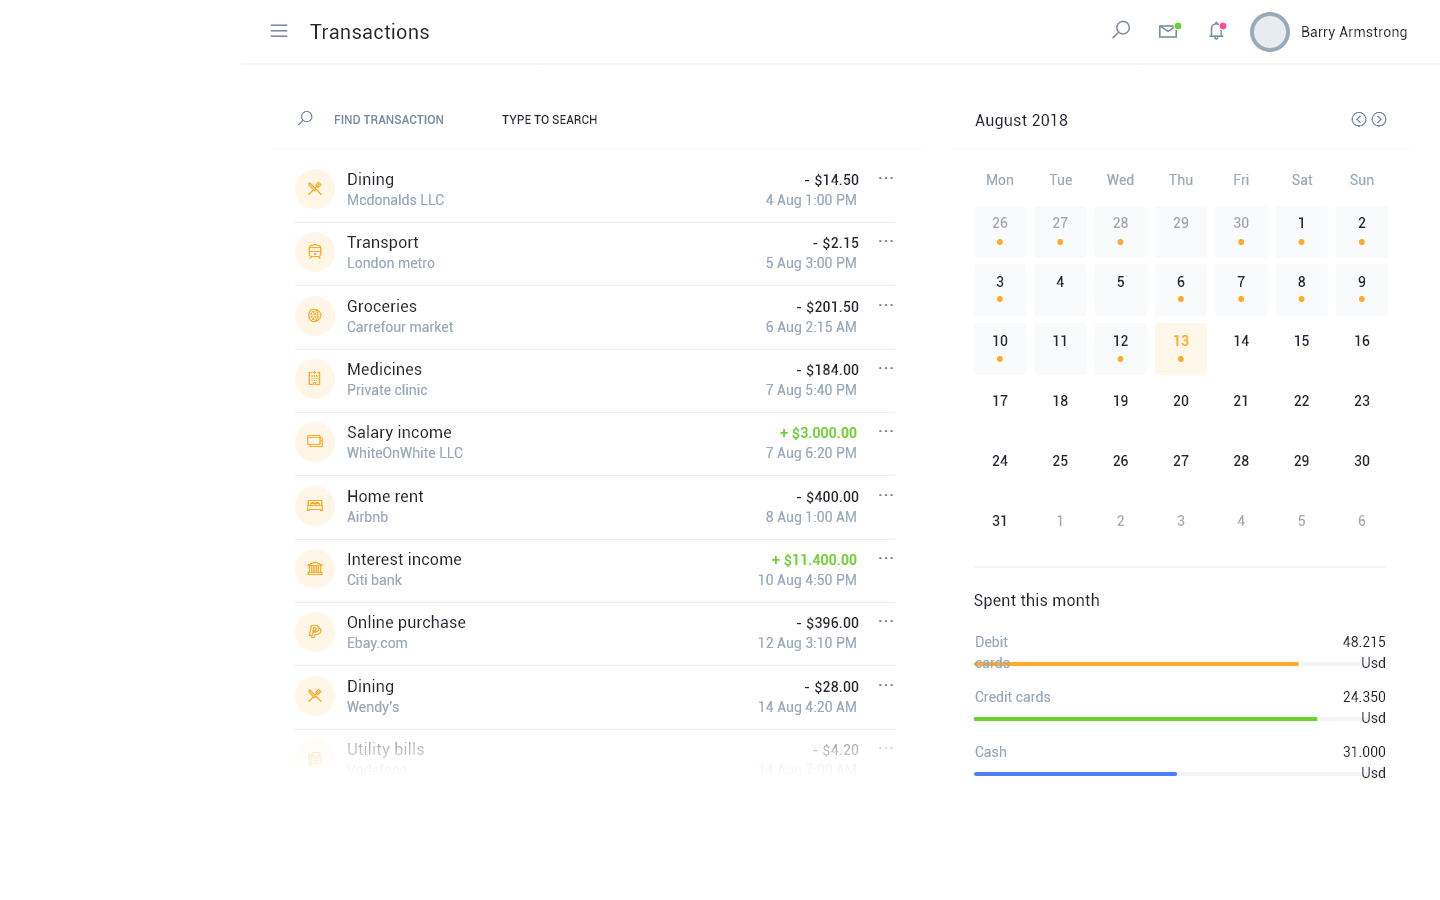 Transactions
Barry Armstrong
FIND TRANSACTION
TYPE TO SEARCH
Dining
- $14.50
Mcdonalds LLC
4 Aug 1:00 PM
Transport
- $2.15
London metro
5 Aug 3:00 PM
Groceries
- $201.50
Carrefour market
6 Aug 2:15 AM
Medicines
- $184.00
Private clinic
7 Aug 5:40 PM
Salary income
+ $3.000.00
WhiteOnWhite LLC
7 Aug 6:20 PM
Home rent
- $400.00
Airbnb
8 Aug 1:00 AM
Interest income
+ $11.400.00
Citi bank
10 Aug 4:50 PM
Online purchase
- $396.00
Ebay.com
12 Aug 3:10 PM
Dining
- $28.00
Wendy's
14 Aug 4:20 AM
Utility bills
- $4.20
Vodafone
14 Aug 7:00 AM
August 2018
Mon Tue Wed Thu Fri Sat Sun
26 27 28 29 30 1 2
3 4 5 6 7 8 9
10 11 12 13 14 15 16
17 18 19 20 21 22 23
24 25 26 27 28 29 30
31 1 2 3 4 5 6
Spent this month
Debit cards
48.215 Usd
Credit cards
24.350 Usd
Cash
31.000 Usd